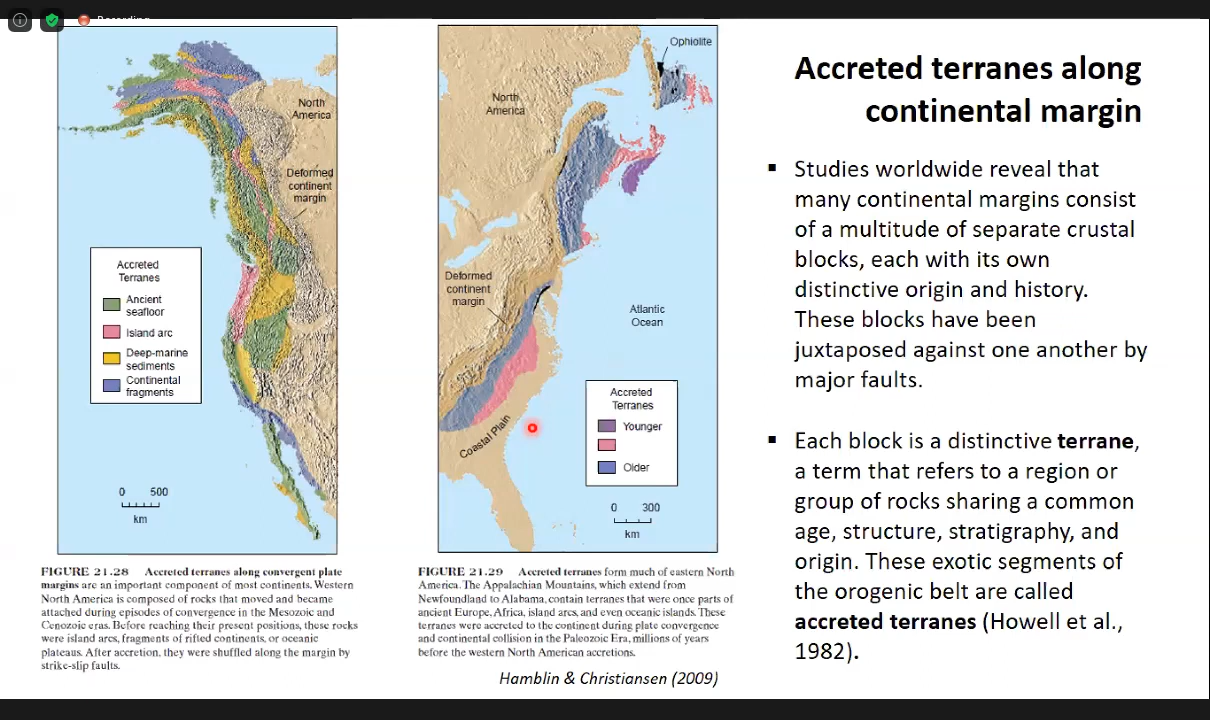 Recording
North
America
Deformed
continent
margin
Accreted
Terranes
Ancient
seafloor
Island arc
Deep-marine
sediments
Continental
fragments
0 500
km
FIGURE 21.28 Accreted terranes along convergent plate
margins are an important component of most continents. Western
North America is composed of rocks that moved and became
attached during episodes of convergence in the Mesozoic and
Cenozoic eras. Before reaching their present positions, these rocks
were island arcs, fragments of rifted continents, or oceanic
plateaus. After accretion, they were shuffled along the margin by
strike-slip faults.
Ophiolite
North
America
Deformed
continent
margin
Atlantic
Ocean
Coastal Plain
Accreted
Terranes
Younger
Older
0 300
km
FIGURE 21.29 Accreted terranes form much of eastern North
America. The Appalachian Mountains, which extend from
Newfoundland to Alabama, contain terranes that were once parts of
ancient Europe, Africa, island arcs, and even oceanic islands. These
terranes were accreted to the continent during plate convergence
and continental collision in the Paleozoic Era, millions of years
before the western North American accretions.
Hamblin & Christiansen (2009)
Accreted terranes along
continental margin
▪ Studies worldwide reveal that
many continental margins consist
of a multitude of separate crustal
blocks, each with its own
distinctive origin and history.
These blocks have been
juxtaposed against one another by
major faults.
▪ Each block is a distinctive terrane,
a term that refers to a region or
group of rocks sharing a common
age, structure, stratigraphy, and
origin. These exotic segments of
the orogenic belt are called
accreted terranes (Howell et al.,
1982).